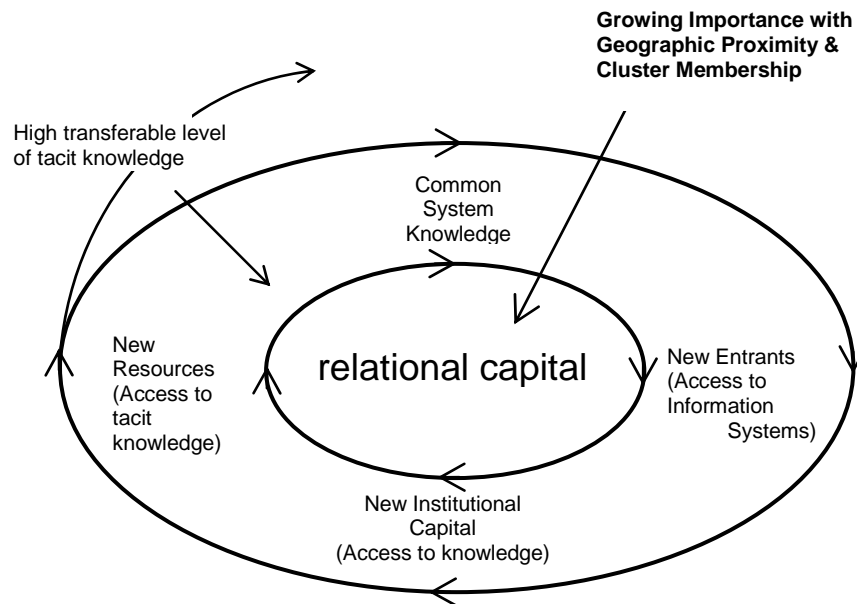 Growing Importance with
Geographic Proximity &
Cluster Membership
High transferable level
of tacit knowledge
Common
System
Knowledge
New
Resources
(Access to
tacit
knowledge)
relational capital
New Entrants
(Access to
Information
Systems)
New Institutional
Capital
(Access to knowledge)